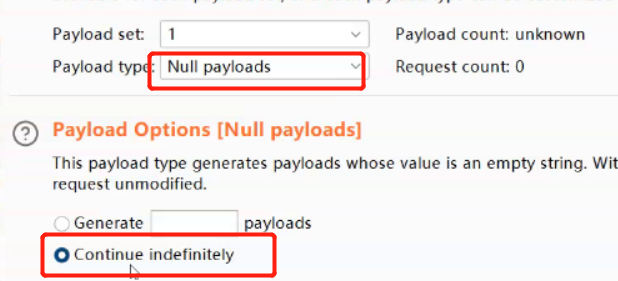 Payload set: 1 Payload count: unknown
Payload type: Null payloads Request count: 0
Payload Options [Null payloads]
This payload type generates payloads whose value is an empty string. Wit
request unmodified.
Generate payloads
Continue indefinitely